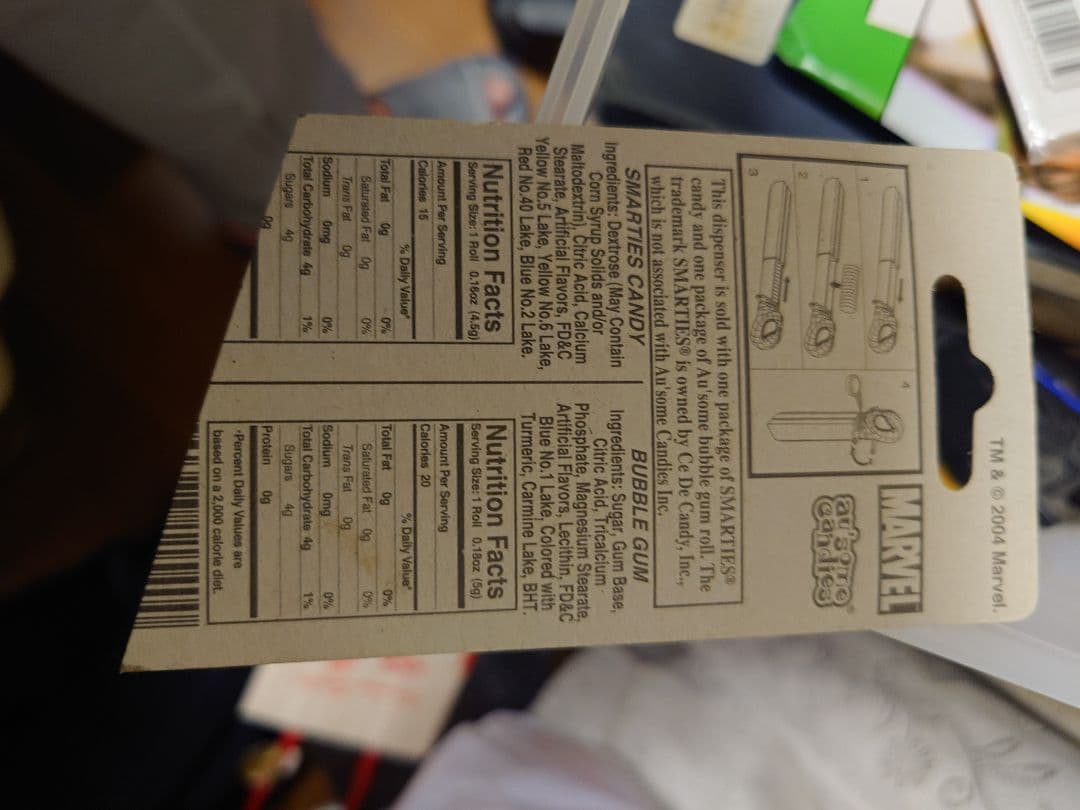 TM & © 2004 Marvel.
MARVEL
au'some®
candies
1
2
3
4
This dispenser is sold with one package of SMARTIES®
candy and one package of Au'some bubble gum roll. The
trademark SMARTIES® is owned by Ce De Candy, Inc.,
which is not associated with Au'some Candies Inc.
SMARTIES CANDY
Ingredients: Dextrose (May Contain
Corn Syrup Solids and/or
Maltodextrin), Citric Acid, Calcium
Stearate, Artificial Flavors, FD&C
Yellow No.5 Lake, Yellow No.6 Lake,
Red No.40 Lake, Blue No.2 Lake.
Nutrition Facts
Serving Size:1 Roll 0.16oz (4.5g)
Amount Per Serving
Calories 15
% Daily Value*
Total Fat 0g 0%
Saturated Fat 0g 0%
Trans Fat 0g
Sodium 0mg 0%
Total Carbohydrate 4g 1%
Sugars 4g
0g
BUBBLE GUM
Ingredients: Sugar, Gum Base,
Citric Acid, Tricalcium
Phosphate, Magnesium Stearate,
Artificial Flavors, Lecithin, FD&C
Blue No.1 Lake, Colored with
Turmeric, Carmine Lake, BHT.
Nutrition Facts
Serving Size:1 Roll 0.18oz (5g)
Amount Per Serving
Calories 20
% Daily Value*
Total Fat 0g 0%
Saturated Fat 0g 0%
Trans Fat 0g
Sodium 0mg 0%
Total Carbohydrate 4g 1%
Sugars 4g
Protein 0g
*Percent Daily Values are
based on a 2,000 calorie diet.